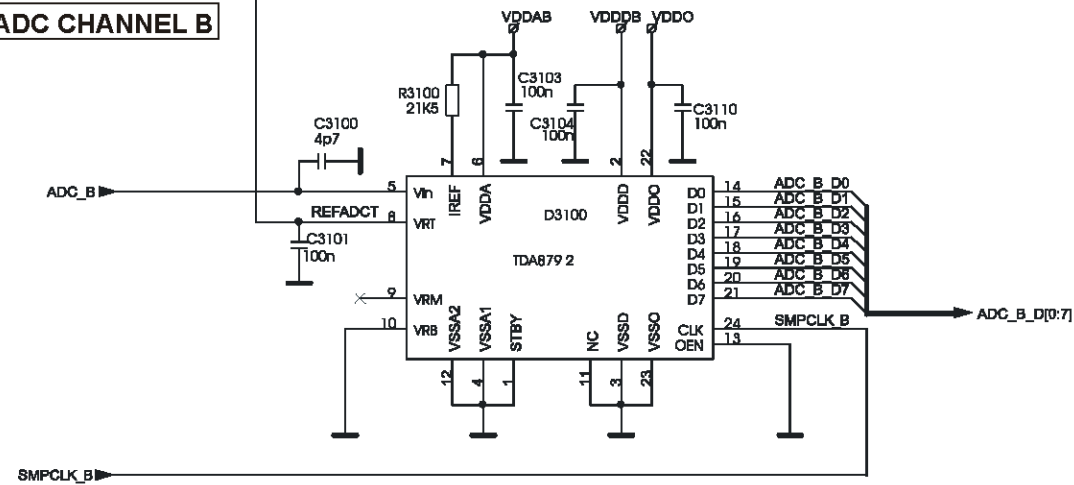 ADC CHANNEL B
VDDAB VDDDB VDDO
R3100 21K5
C3103 100n
C3104 100n
C3110 100n
C3100 4p7
7 6 2 22
ADC_B 5 Vin IREF VDDA VDDD VDDO D0 14 ADC_B_D0
D1 15 ADC_B_D1
REFADCT 8 VRT D3100 D2 16 ADC_B_D2
C3101 100n
D3 17 ADC_B_D3
D4 18 ADC_B_D4
TDA879 2
D5 19 ADC_B_D5
D6 20 ADC_B_D6
9 VRM D7 21 ADC_B_D7
ADC_B_D[0:7]
10 VRB VSSA2 VSSA1 STBY NC VSSD VSSO CLK 24 SMPCLK_B
OEN 13
12 4 1 11 3 23
SMPCLK_B